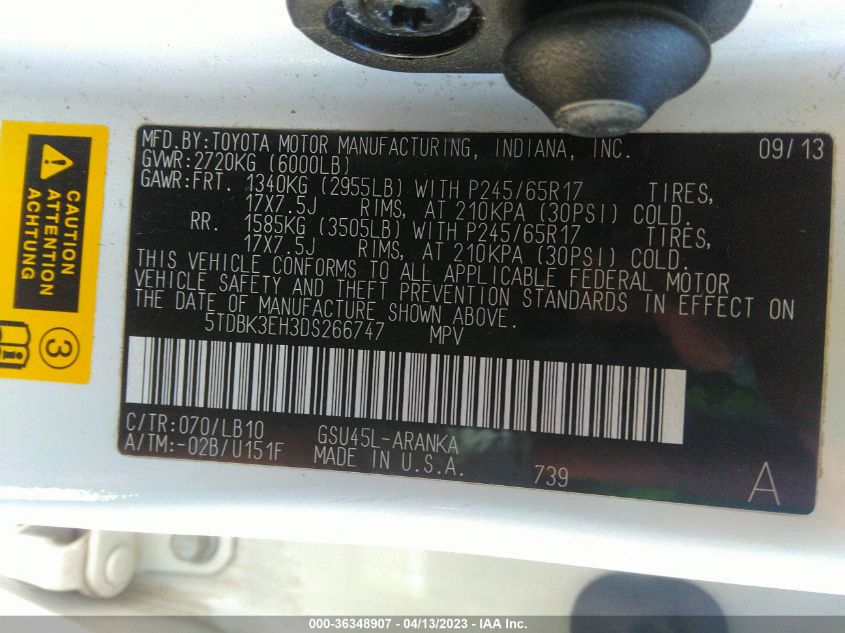 CAUTION
ATTENTION
ACHTUNG
3
MFD.BY:TOYOTA MOTOR MANUFACTURING, INDIANA, INC. 09/13
GVWR:2720KG (6000LB)
GAWR:FRT. 1340KG (2955LB) WITH P245/65R17 TIRES,
17X7.5J RIMS, AT 210KPA (30PSI) COLD.
RR. 1585KG (3505LB) WITH P245/65R17 TIRES,
17X7.5J RIMS, AT 210KPA (30PSI) COLD.
THIS VEHICLE CONFORMS TO ALL APPLICABLE FEDERAL MOTOR
VEHICLE SAFETY AND THEFT PREVENTION STANDARDS IN EFFECT ON
THE DATE OF MANUFACTURE SHOWN ABOVE.
5TDBK3EH3DS266747 MPV
C/TR:070/LB10 GSU45L-ARANKA
A/TM:-02B/U151F MADE IN U.S.A. 739 A
000-36348907 - 04/13/2023 - IAA Inc.